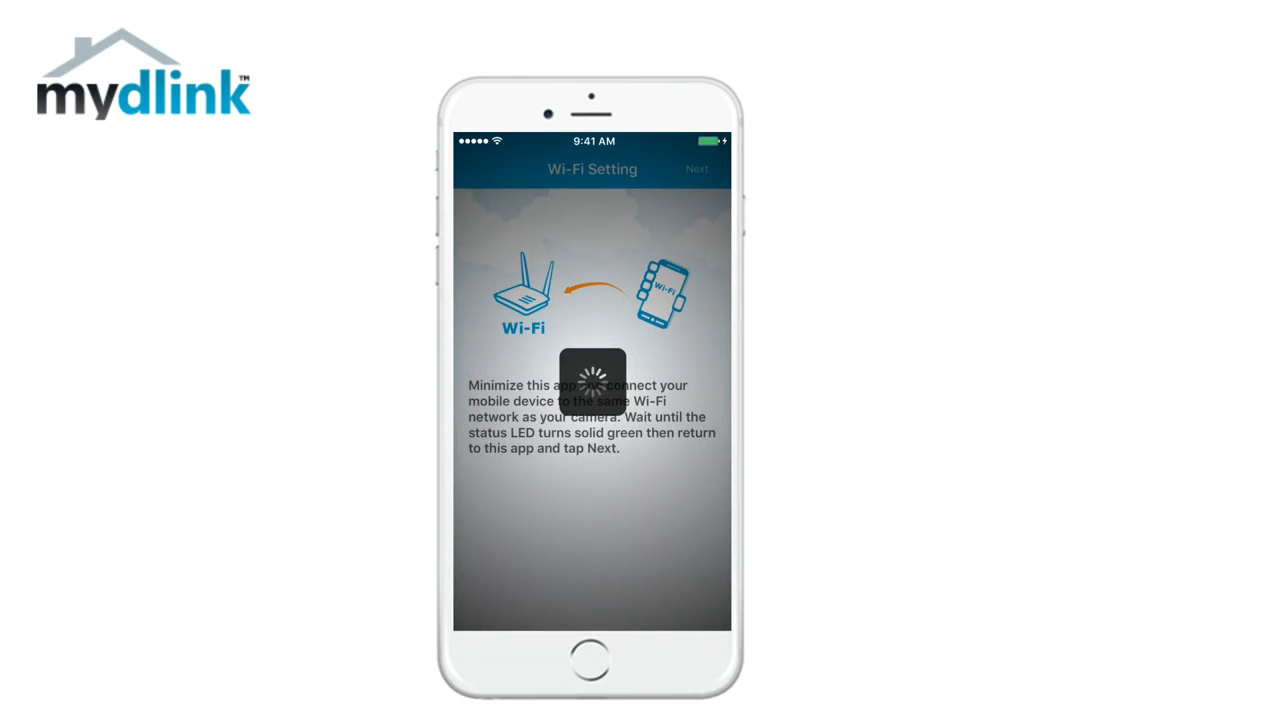 mydlink™
9:41 AM
Wi-Fi Setting
Next
Wi-Fi
Wi-Fi
Minimize this app and connect your
mobile device to the same Wi-Fi
network as your camera. Wait until the
status LED turns solid green then return
to this app and tap Next.